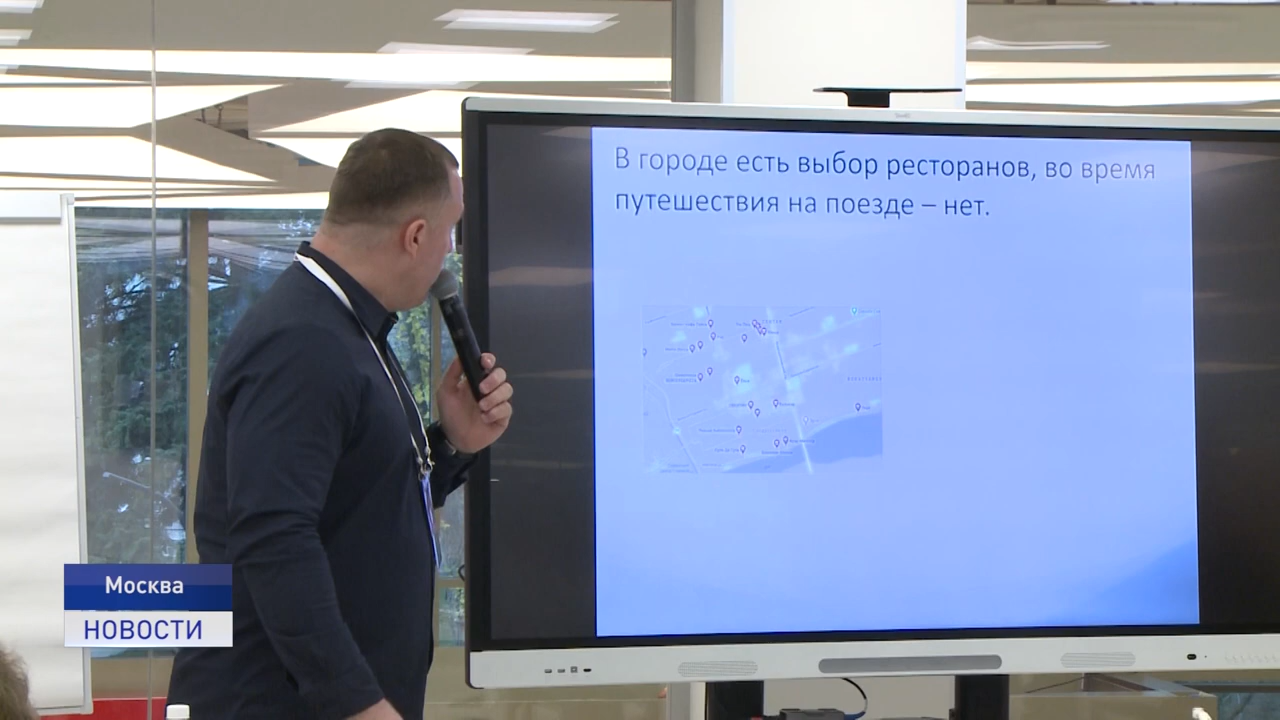 В городе есть выбор ресторанов, во время
путешествия на поезде – нет.
Москва
НОВОСТИ